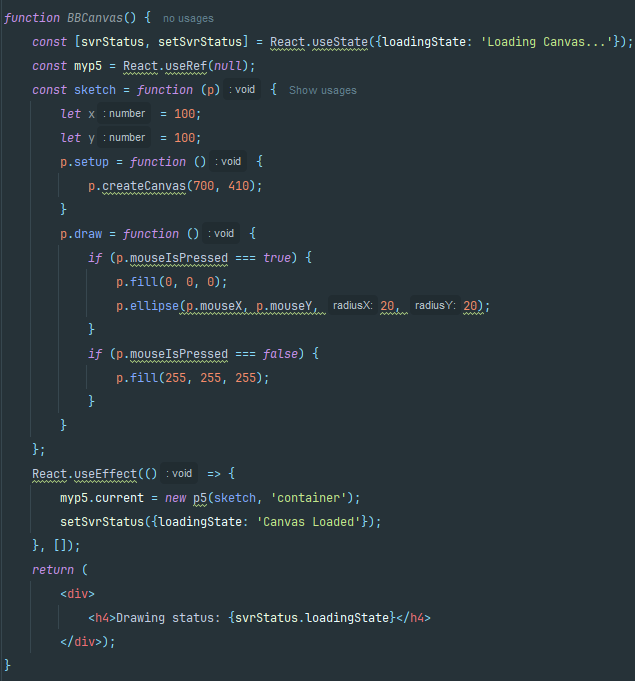 function BBCanvas() {  no usages
    const [svrStatus, setSvrStatus] = React.useState({loadingState: 'Loading Canvas...'});
    const myp5 = React.useRef(null);
    const sketch = function (p) : void  {  Show usages
        let x : number  = 100;
        let y : number  = 100;
        p.setup = function () : void  {
            p.createCanvas(700, 410);
        }
        p.draw = function () : void  {
            if (p.mouseIsPressed === true) {
                p.fill(0, 0, 0);
                p.ellipse(p.mouseX, p.mouseY, radiusX: 20, radiusY: 20);
            }
            if (p.mouseIsPressed === false) {
                p.fill(255, 255, 255);
            }
        }
    };
    React.useEffect(() : void  => {
        myp5.current = new p5(sketch, 'container');
        setSvrStatus({loadingState: 'Canvas Loaded'});
    }, []);
    return (
        <div>
            <h4>Drawing status: {svrStatus.loadingState}</h4>
        </div>);
}